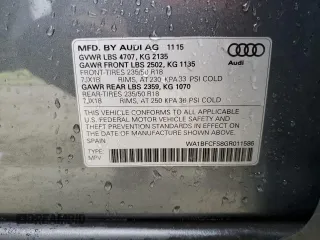 MFD. BY AUDI AG 11 15
GVWR LBS 4707, KG 2135
GAWR FRONT LBS 2502, KG 1135
FRONT-TIRES 235/50 R18
7JX18 RIMS, AT 230 KPA 33 PSI COLD
GAWR REAR LBS 2359, KG 1070
REAR-TIRES 235/50 R18
7JX18 RIMS, AT 250 KPA 36 PSI COLD
THIS VEHICLE CONFORMS TO ALL
APPLICABLE FEDERAL MOTOR VEHICLE
SAFETY AND THEFT PREVENTION
STANDARDS IN EFFECT ON THE DATE OF
MANUFACTURE SHOWN ABOVE.
WA1BFCFS8GR011586
TYPE:
MPV